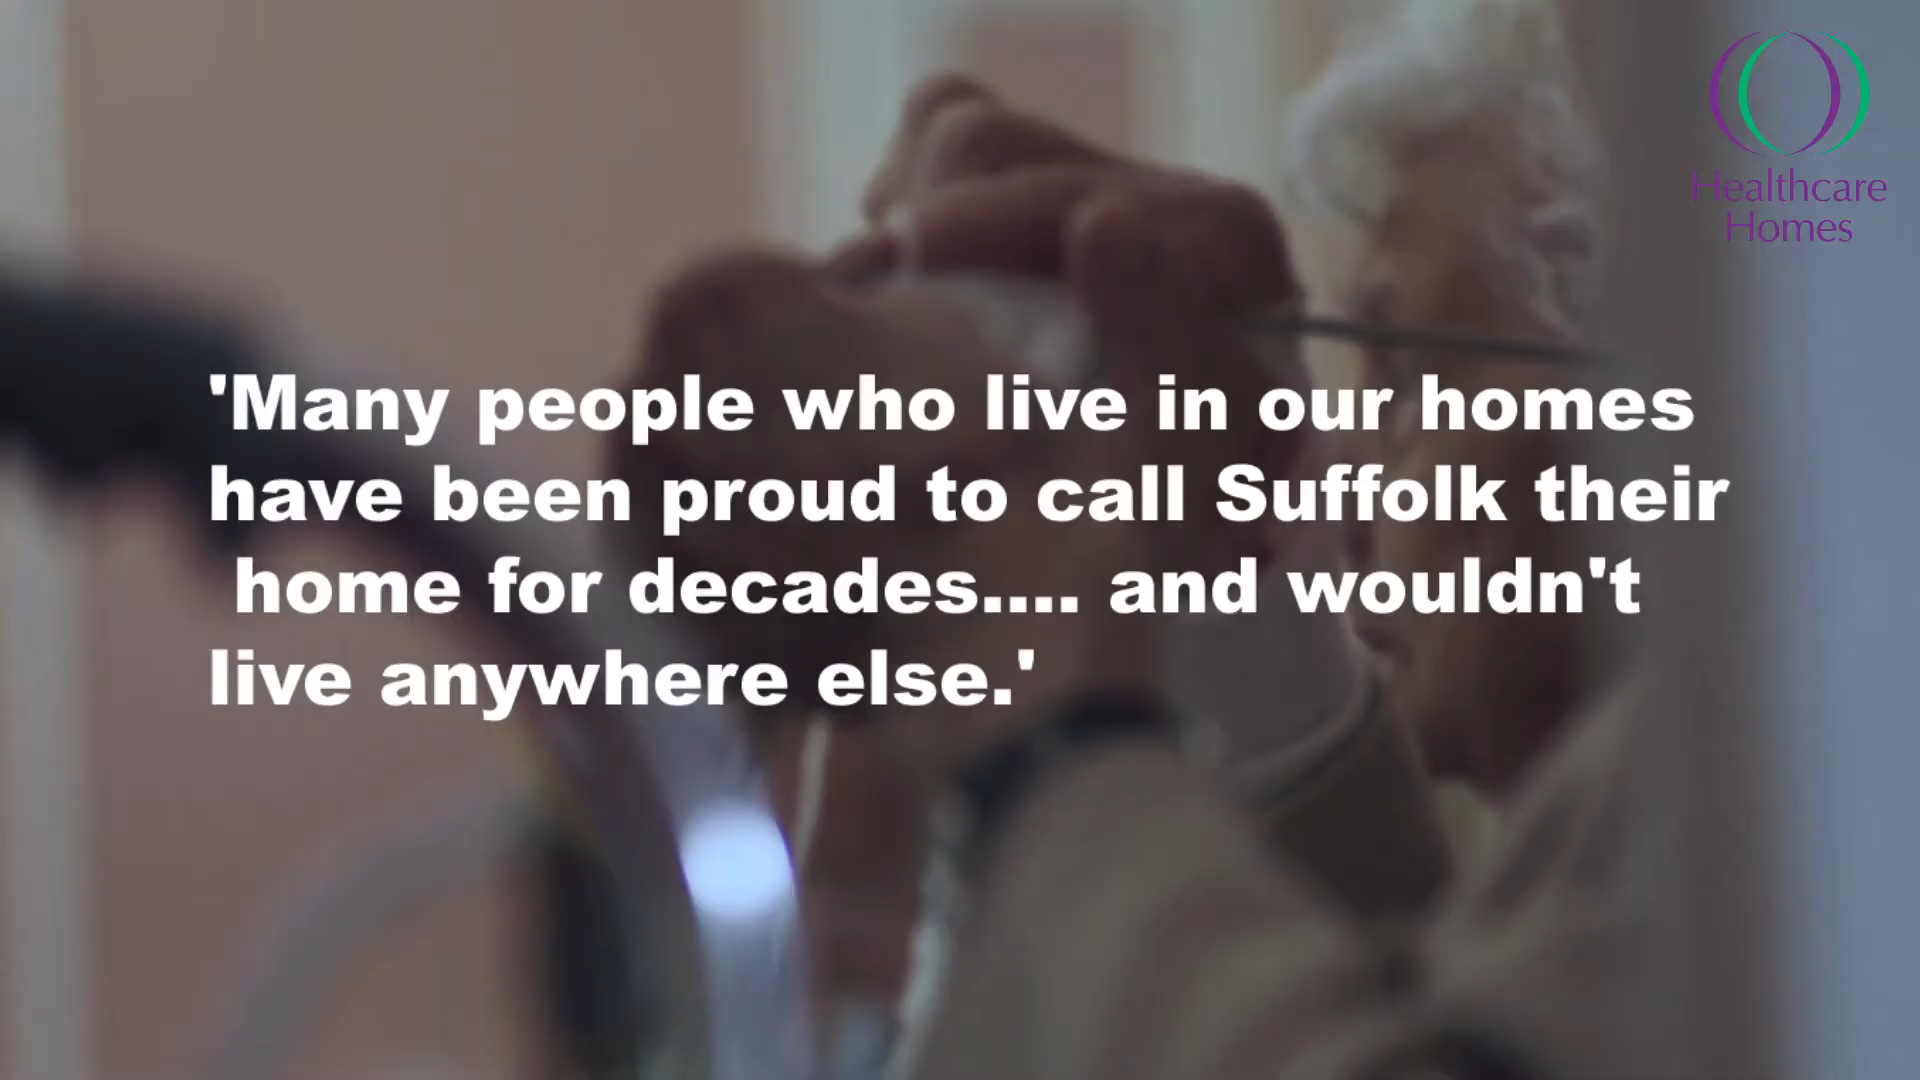 Healthcare
Homes
'Many people who live in our homes
have been proud to call Suffolk their
home for decades.... and wouldn't
live anywhere else.'